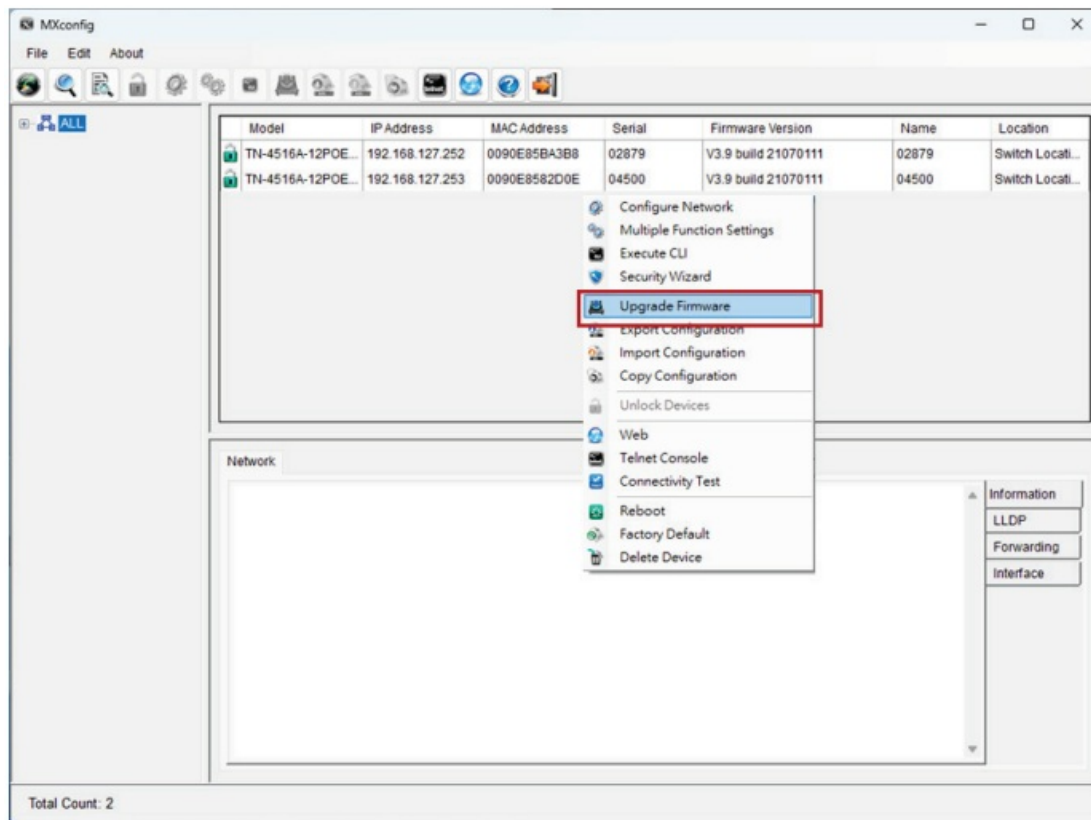 MXconfig
File Edit About
Telnet
ALL
Model IP Address MAC Address Serial Firmware Version Name Location
TN-4516A-12POE... 192.168.127.252 0090E85BA3B8 02879 V3.9 build 21070111 02879 Switch Locati...
TN-4516A-12POE... 192.168.127.253 0090E8582D0E 04500 V3.9 build 21070111 04500 Switch Locati...
Configure Network
Multiple Function Settings
Execute CLI
Security Wizard
Upgrade Firmware
Export Configuration
Import Configuration
Copy Configuration
Unlock Devices
Web
Telnet Console
Connectivity Test
Reboot
Factory Default
Delete Device
Network
Information
LLDP
Forwarding
Interface
Total Count: 2